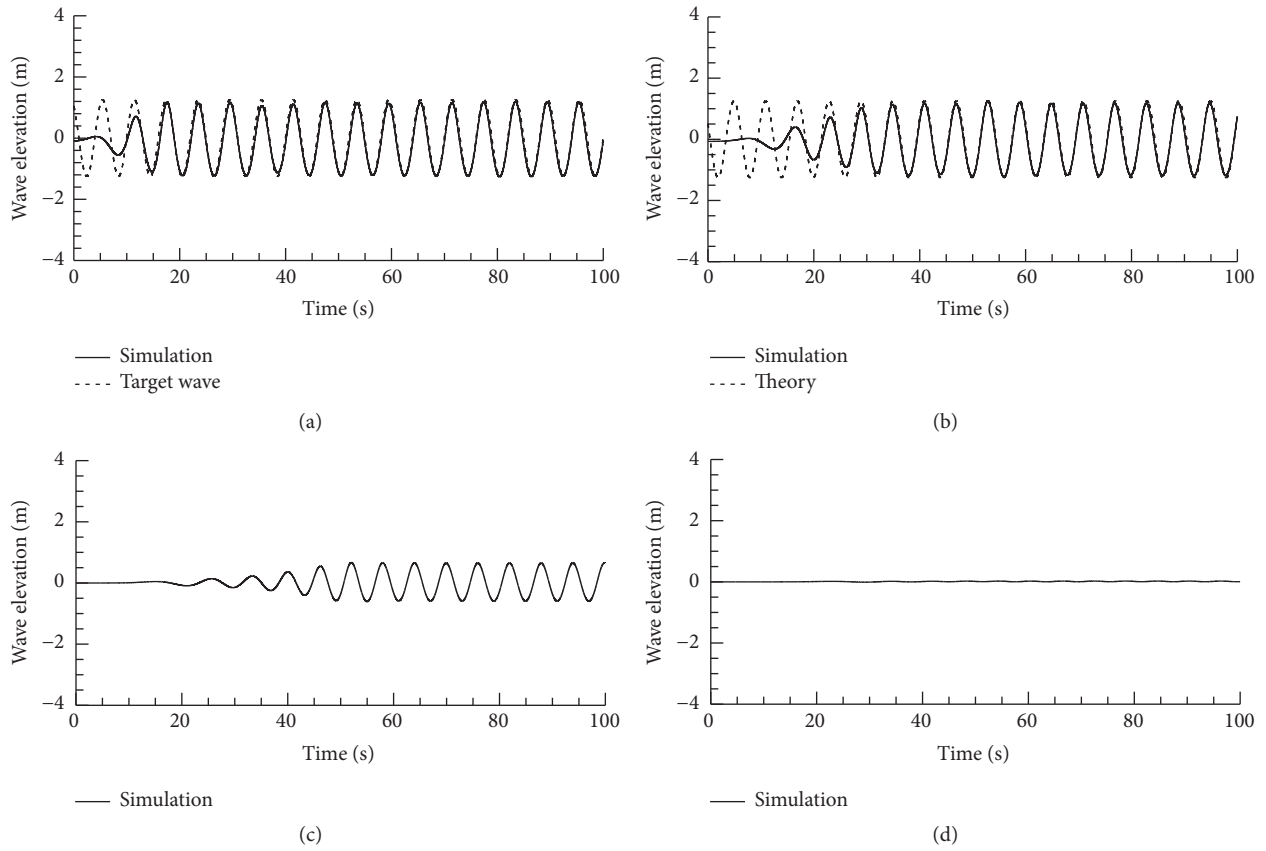 4
2
0
−2
−4
Wave elevation (m)
0 20 40 60 80 100
Time (s)
Simulation
Target wave
(a)
4
2
0
−2
−4
Wave elevation (m)
0 20 40 60 80 100
Time (s)
Simulation
Theory
(b)
4
2
0
−2
−4
Wave elevation (m)
0 20 40 60 80 100
Time (s)
Simulation
(c)
4
2
0
−2
−4
Wave elevation (m)
0 20 40 60 80 100
Time (s)
Simulation
(d)